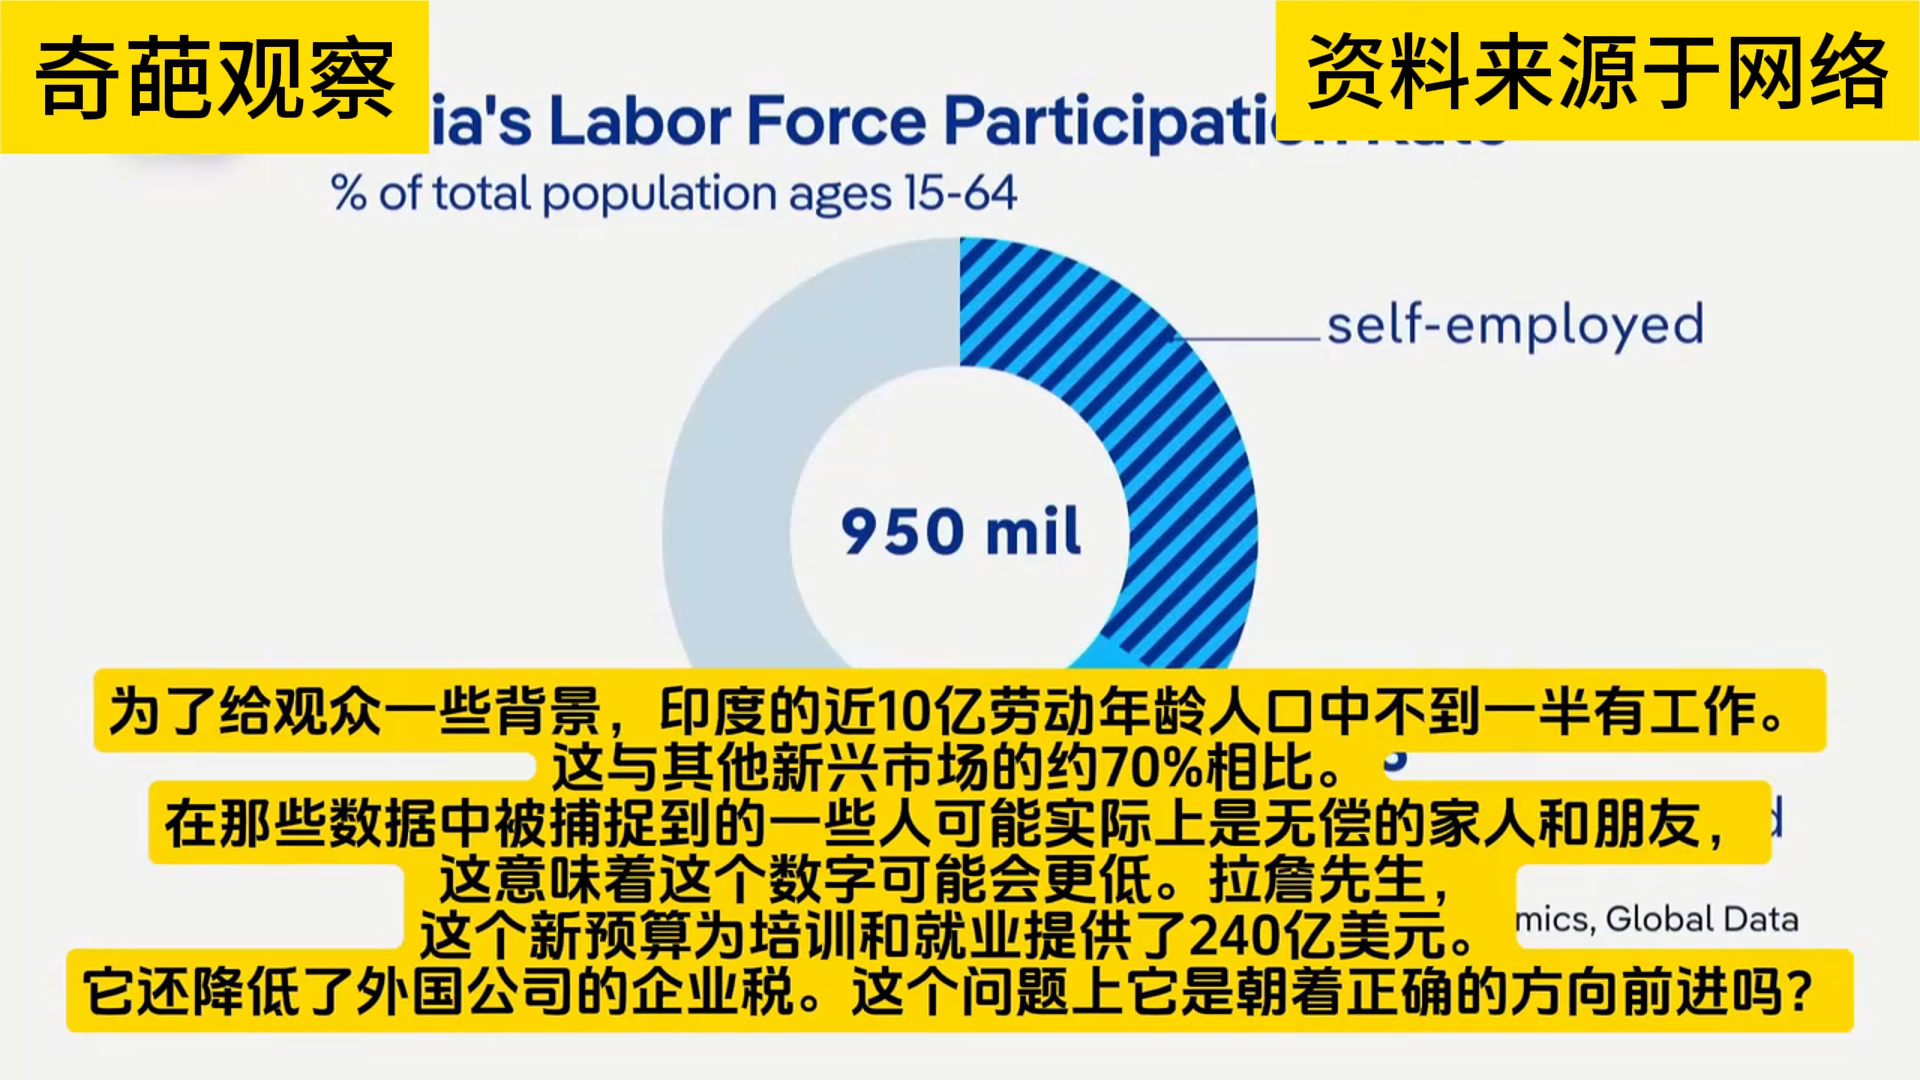 奇葩观察
资料来源于网络
ia's Labor Force Participati
% of total population ages 15-64
self-employed
950 mil
为了给观众一些背景，印度的近10亿劳动年龄人口中不到一半有工作。
这与其他新兴市场的约70%相比。
在那些数据中被捕捉到的一些人可能实际上是无偿的家人和朋友，
这意味着这个数字可能会更低。拉詹先生，
mics, Global Data
这个新预算为培训和就业提供了240亿美元。
它还降低了外国公司的企业税。这个问题上它是朝着正确的方向前进吗？